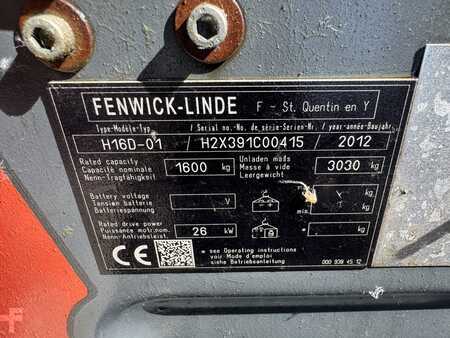 FENWICK-LINDE F - St. Quentin en Y
Type-Modèle-Typ / Serial no.-No. de série-Serien-Nr. / year-année-Baujahr
H16D-01 / H2X391C00415 / 2012
Rated capacity
Capacité nominale
Nenn-Tragfähigkeit
1600 kg
Unladen mass
Masse à vide
Leergewicht
3030 kg
Battery voltage
Tension batterie
Batteriespannung
V
min.
kg
Rated drive power
Puissance motr.nom.
Nenn-Antriebsleist.
26 kW
* kg
CE
* see Operating instructions
voir Mode d'emploi
siehe Betriebsanleitung
000 939 45 12
F